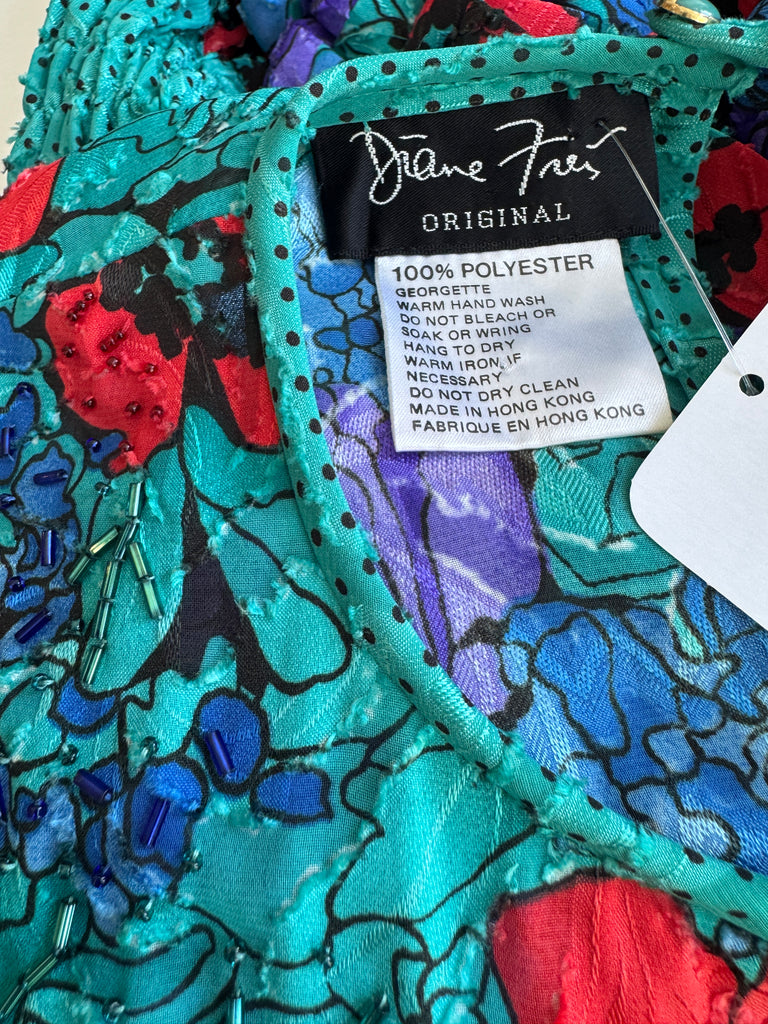 Diane Freis
ORIGINAL
100% POLYESTER
GEORGETTE
WARM HAND WASH
DO NOT BLEACH OR
SOAK OR WRING
HANG TO DRY
WARM IRON IF
NECESSARY
DO NOT DRY CLEAN
MADE IN HONG KONG
FABRIQUE EN HONG KONG